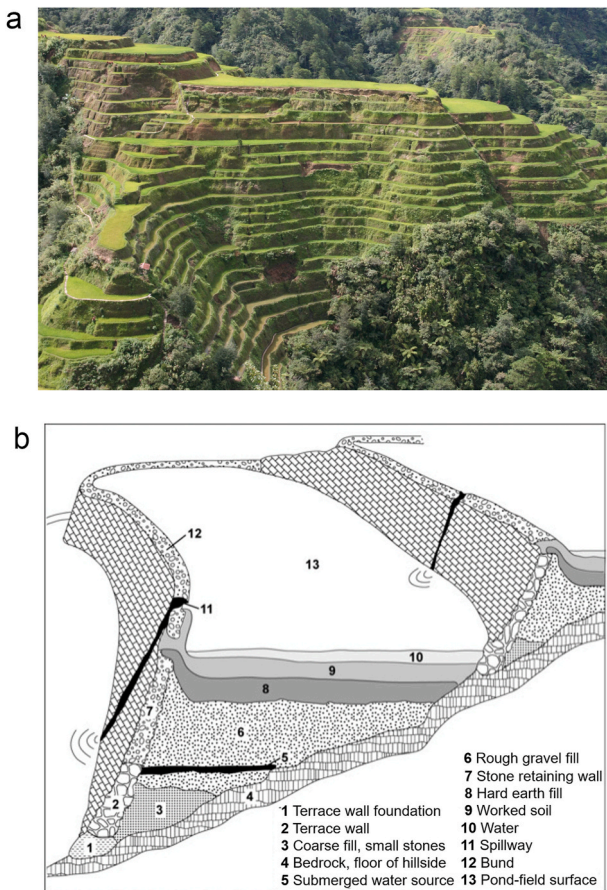 a
b
12
13
11
10
9
8
7
6
5
2
3
4
1
1 Terrace wall foundation
2 Terrace wall
3 Coarse fill, small stones
4 Bedrock, floor of hillside
5 Submerged water source
6 Rough gravel fill
7 Stone retaining wall
8 Hard earth fill
9 Worked soil
10 Water
11 Spillway
12 Bund
13 Pond-field surface